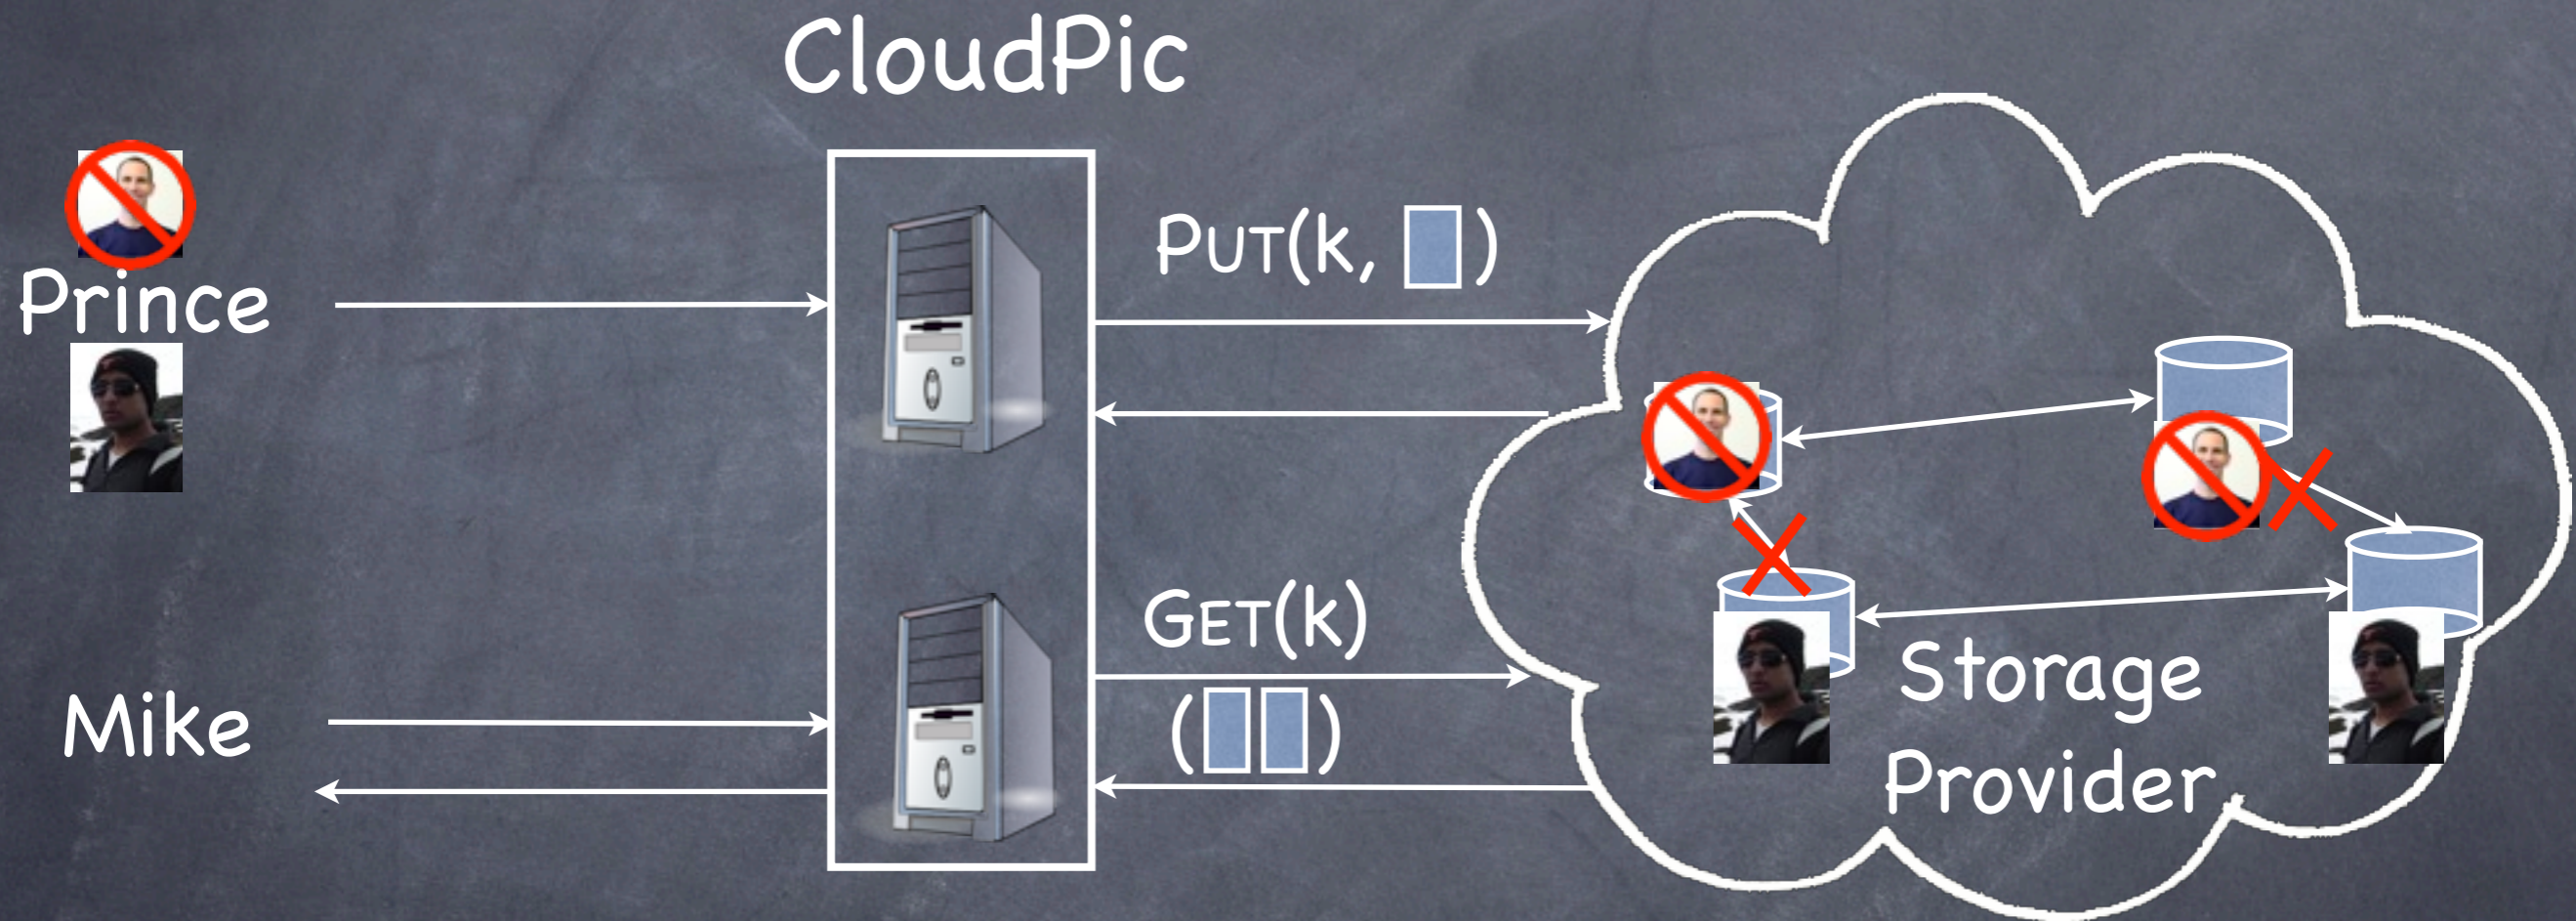 CloudPic
Prince
PUT(k, )
GET(k)
( )
Mike
Storage
Provider